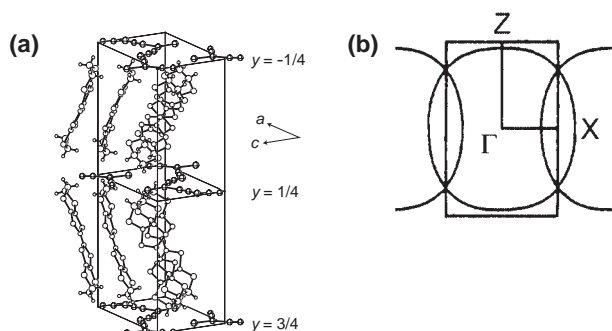 (a)
y = -1/4
a
c
y = 1/4
y = 3/4
(b)
Z
Γ
X